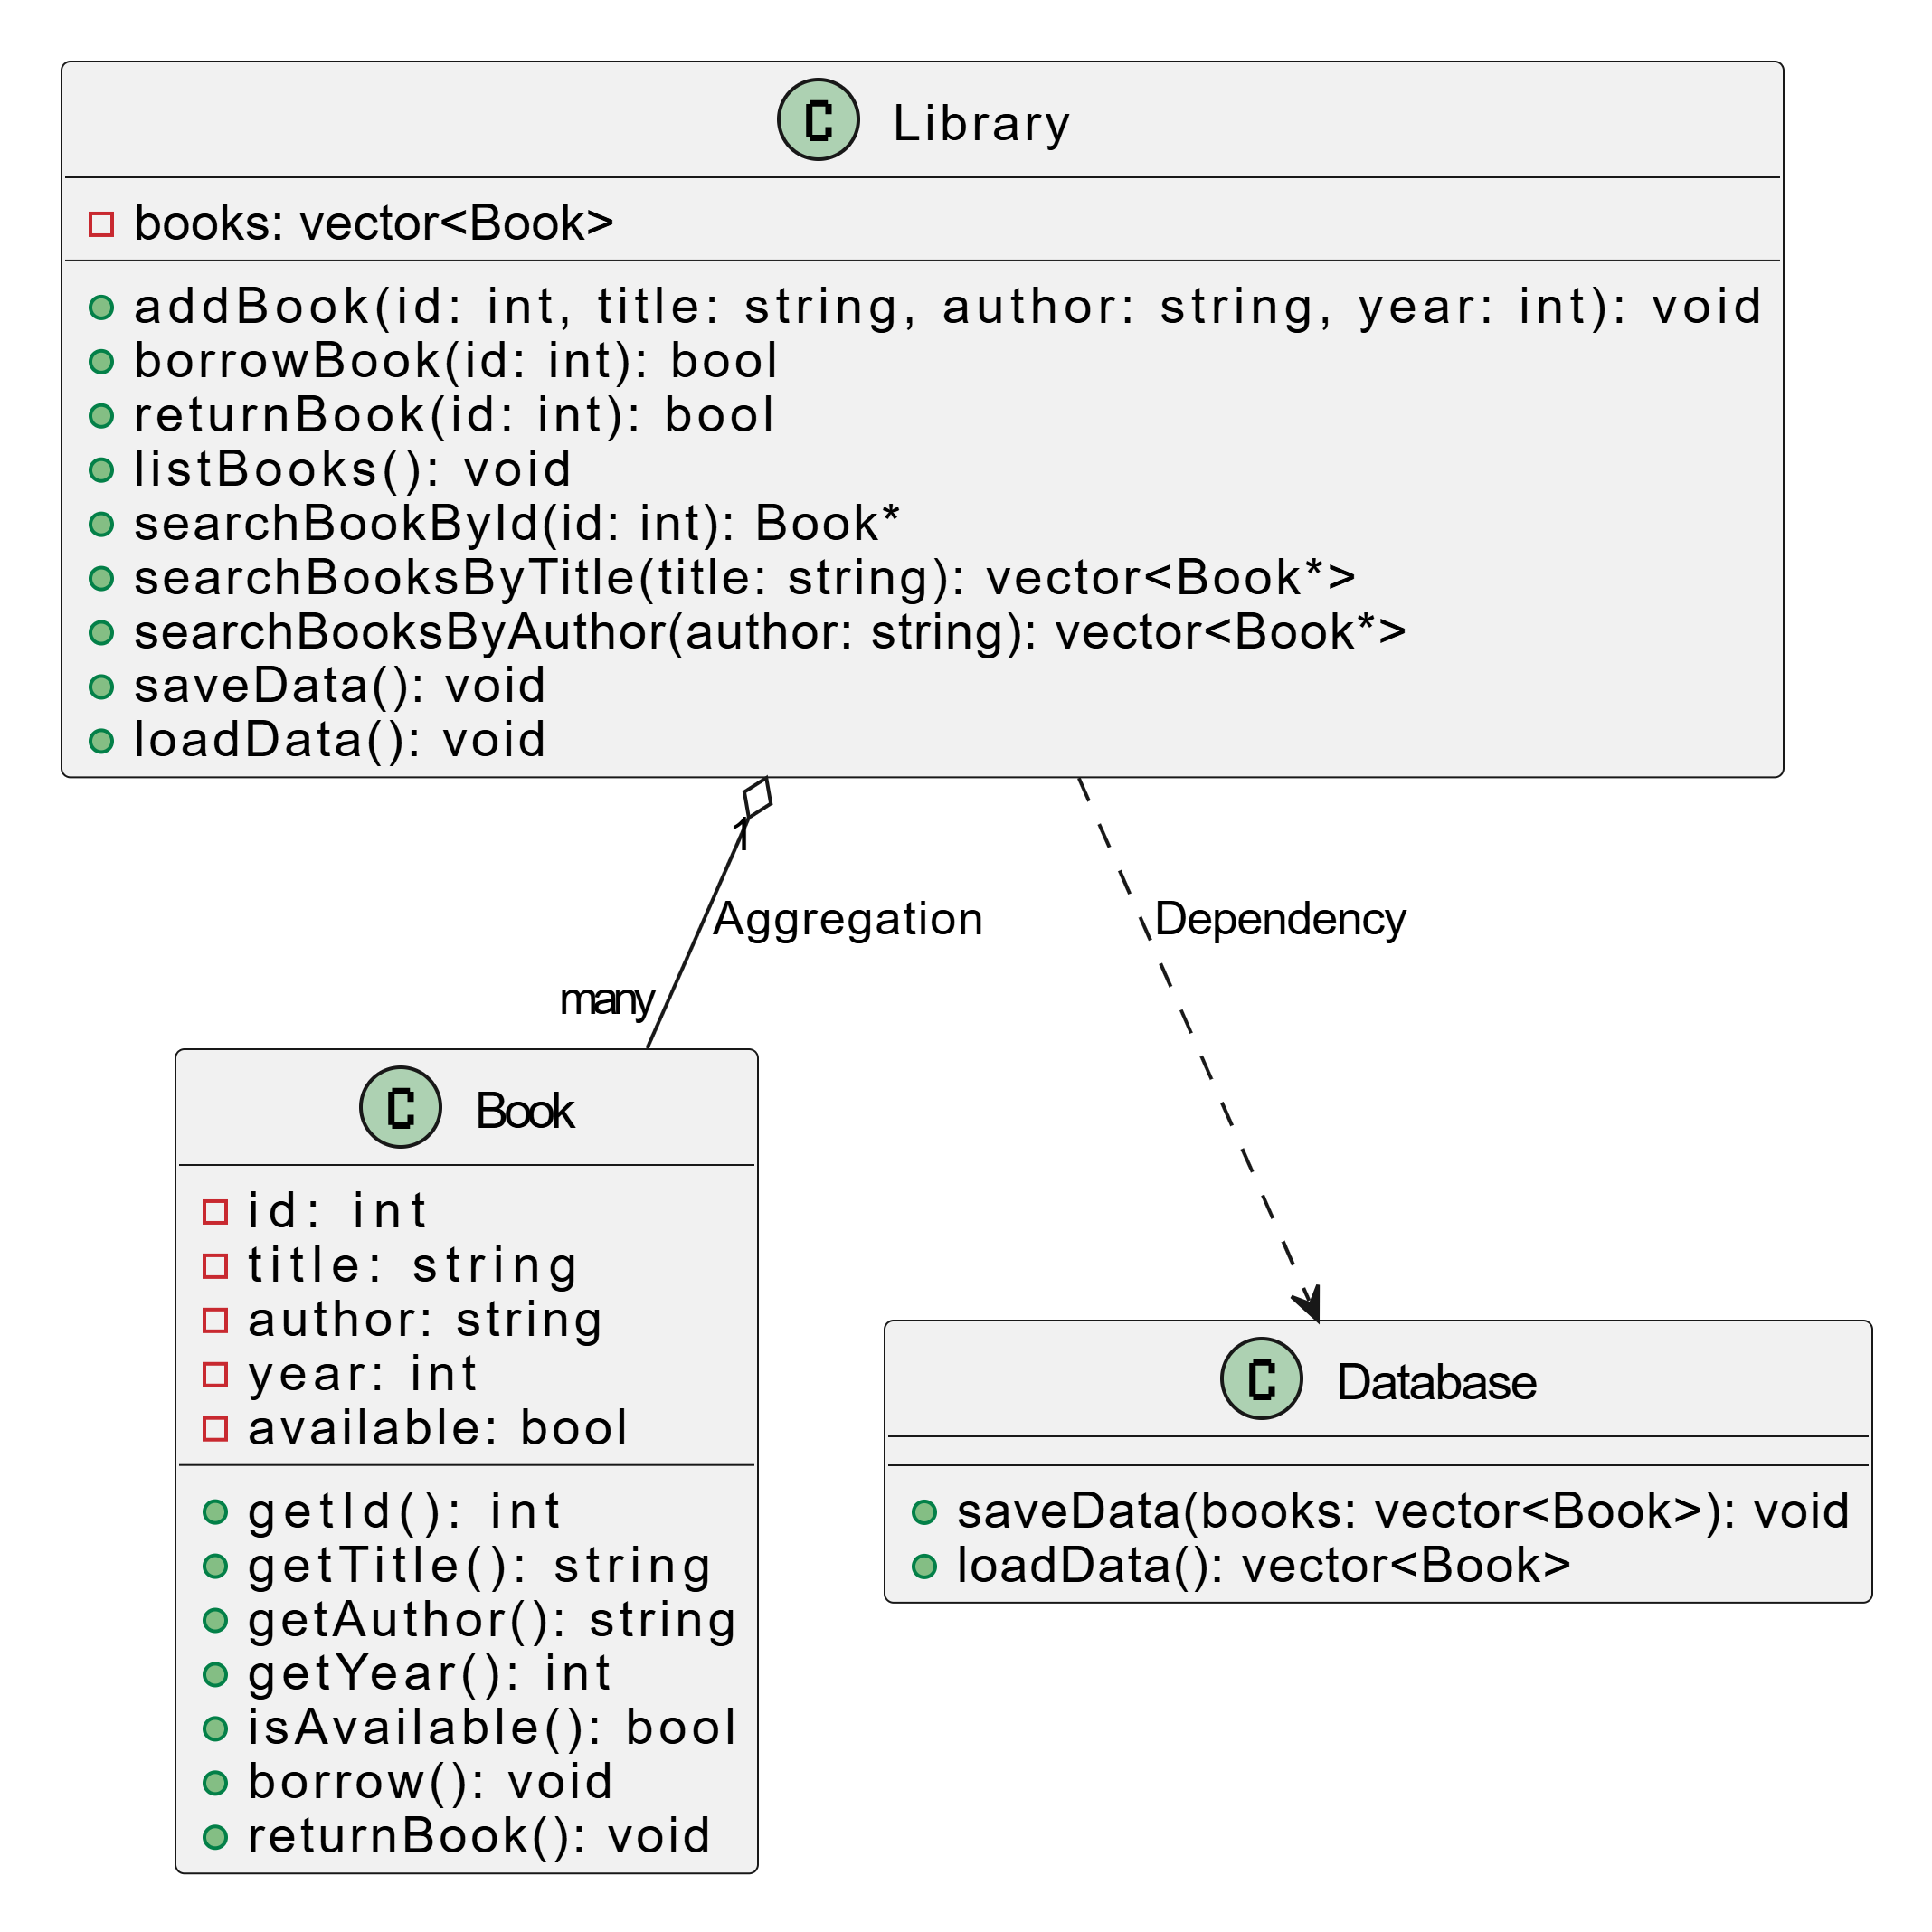 C Library
books: vector<Book>
addBook(id: int, title: string, author: string, year: int): void
borrowBook(id: int): bool
returnBook(id: int): bool
listBooks(): void
searchBookById(id: int): Book*
searchBooksByTitle(title: string): vector<Book*>
searchBooksByAuthor(author: string): vector<Book*>
saveData(): void
loadData(): void
1
Aggregation
Dependency
many
C Book
id: int
title: string
author: string
year: int
available: bool
getId(): int
getTitle(): string
getAuthor(): string
getYear(): int
isAvailable(): bool
borrow(): void
returnBook(): void
C Database
saveData(books: vector<Book>): void
loadData(): vector<Book>